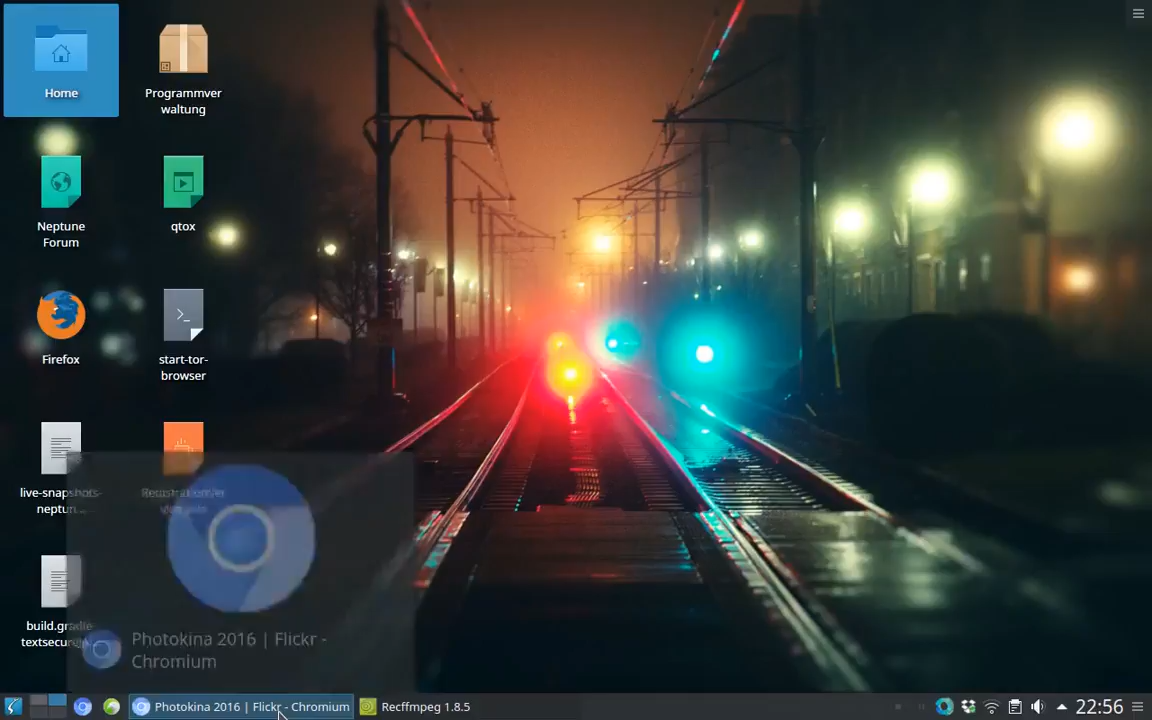 Home
Programmver
waltung
Neptune
Forum
qtox
Firefox
start-tor-
browser
live-snapshots-
neptun...
build.gradle
Photokina 2016 | Flickr -
Chromium
Photokina 2016 | Flickr - Chromium
Recffmpeg 1.8.5
22:56